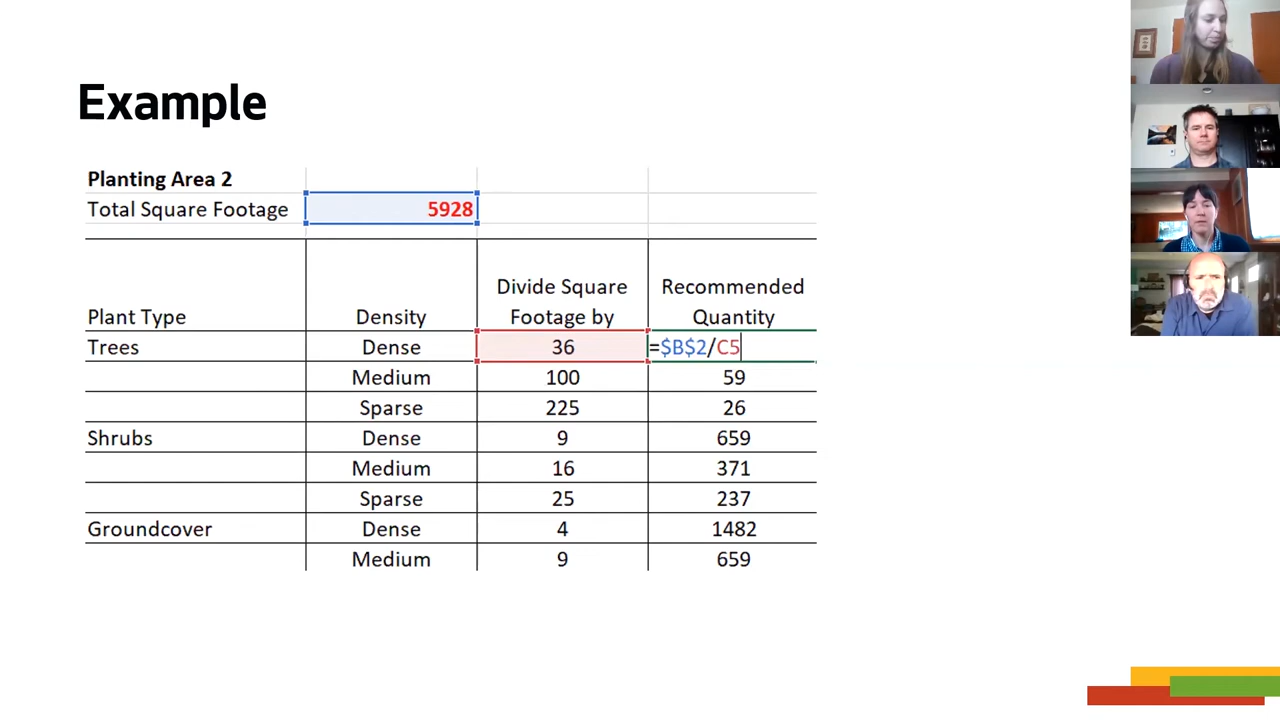 Example
Planting Area 2
Total Square Footage 5928
Plant Type Density Divide Square Footage by Recommended Quantity
Trees Dense 36 =$B$2/C5
Medium 100 59
Sparse 225 26
Shrubs Dense 9 659
Medium 16 371
Sparse 25 237
Groundcover Dense 4 1482
Medium 9 659